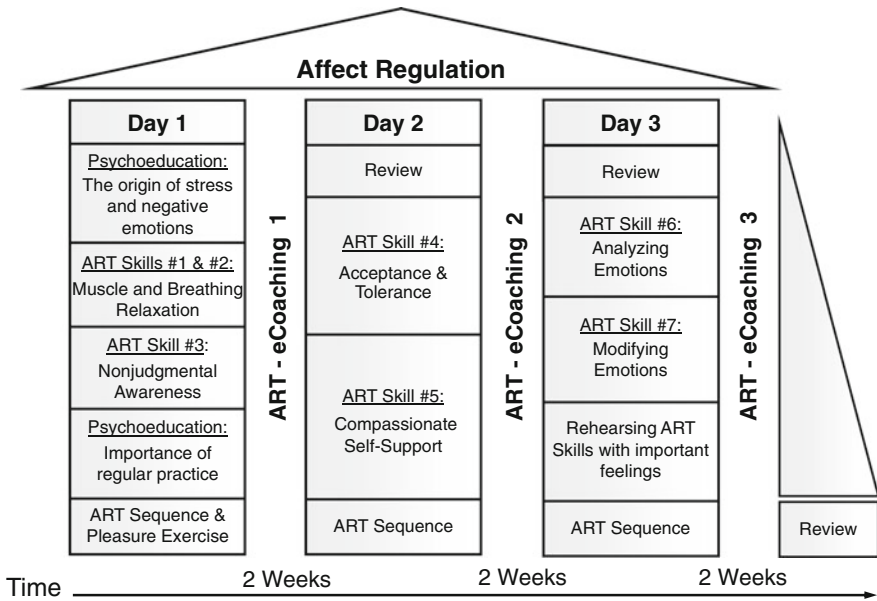 Affect Regulation
Day 1
Psychoeducation:
The origin of stress
and negative
emotions
ART Skills #1 & #2:
Muscle and Breathing
Relaxation
ART Skill #3:
Nonjudgmental
Awareness
Psychoeducation:
Importance of
regular practice
ART Sequence &
Pleasure Exercise
ART - eCoaching 1
Day 2
Review
ART Skill #4:
Acceptance &
Tolerance
ART Skill #5:
Compassionate
Self-Support
ART Sequence
ART - eCoaching 2
Day 3
Review
ART Skill #6:
Analyzing
Emotions
ART Skill #7:
Modifying
Emotions
Rehearsing ART
Skills with important
feelings
ART Sequence
ART - eCoaching 3
Review
Time
2 Weeks
2 Weeks
2 Weeks